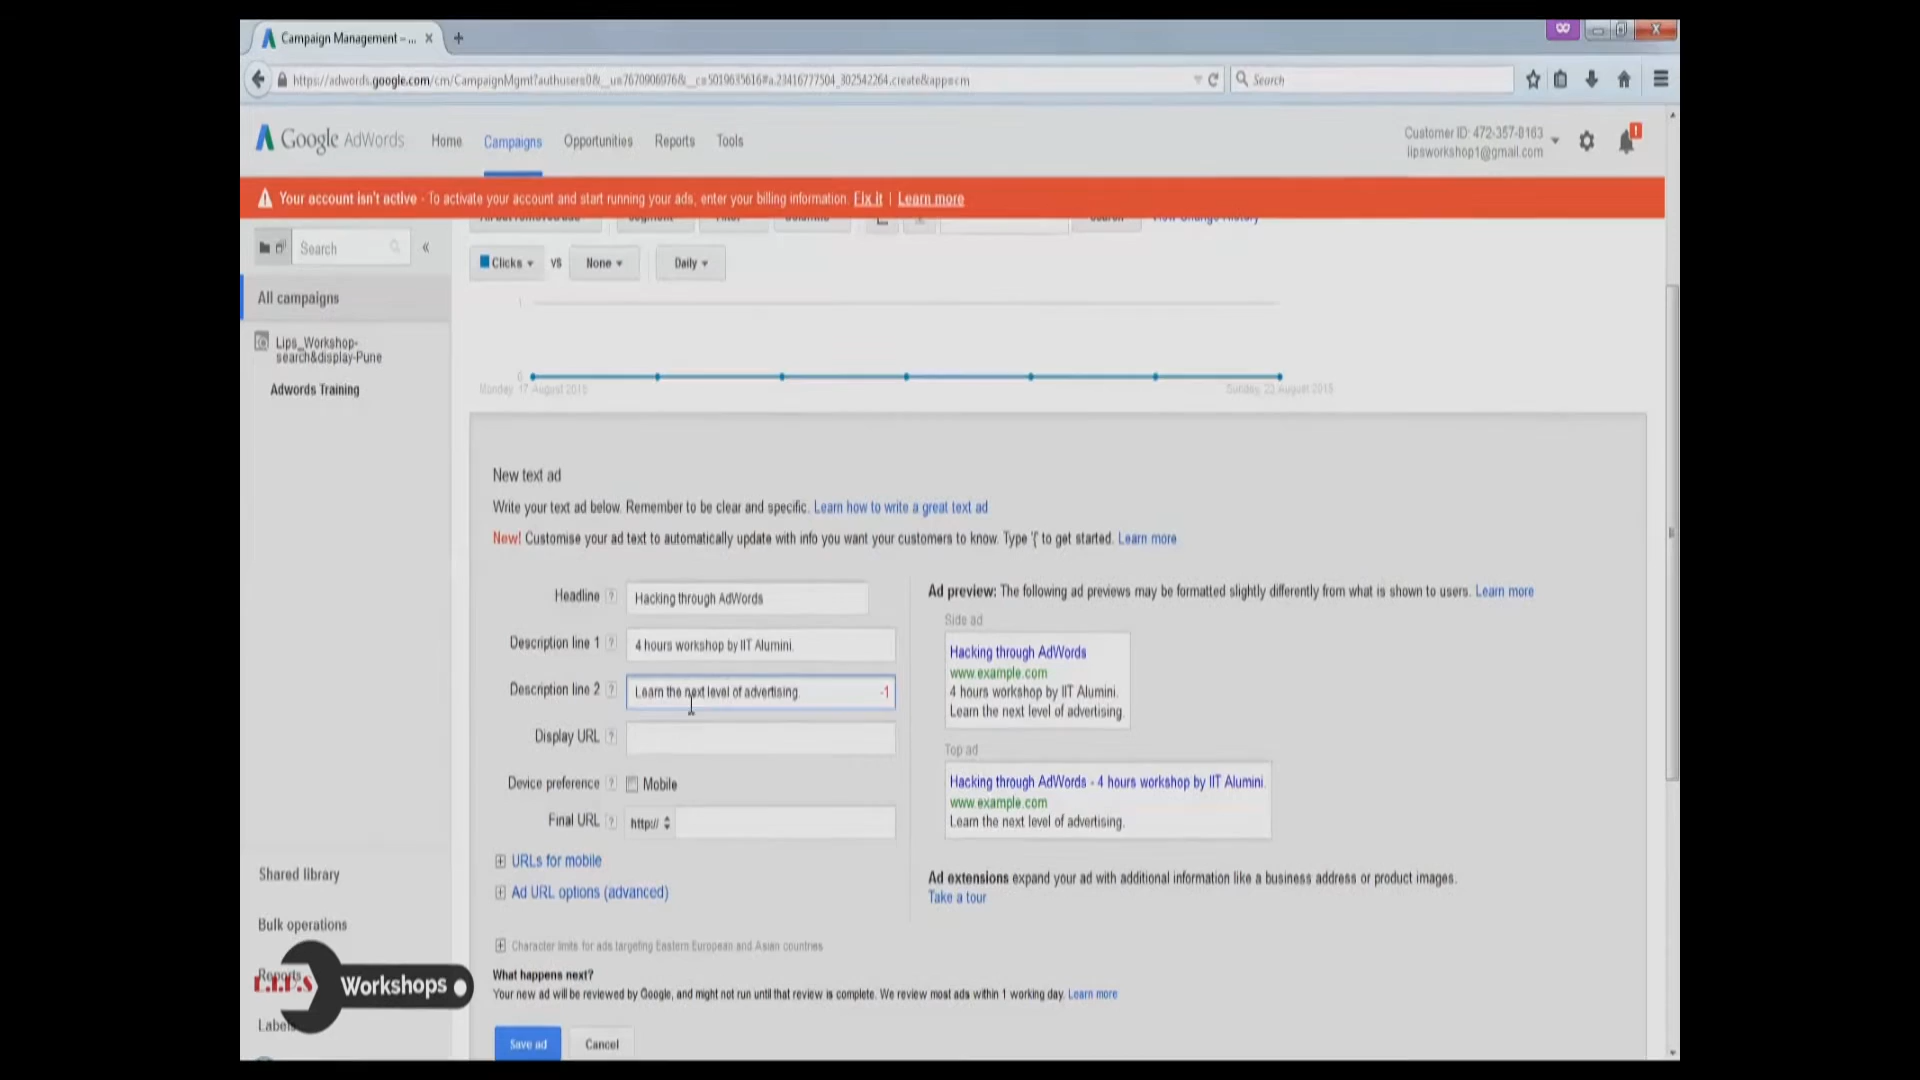 Campaign Management – ...
Search
Google AdWords
Home
Campaigns
Opportunities
Reports
Tools
Customer ID: 472-357-8163
lipsworkshop1@gmail.com
Your account isn't active - To activate your account and start running your ads, enter your billing information. Fix it | Learn more
Search
Clicks
VS
None
Daily
All campaigns
1
Lips_Workshop-
search&display-Pune
Adwords Training
0
Monday, 17 August 2015
Sunday, 23 August 2015
New text ad
Write your text ad below. Remember to be clear and specific. Learn how to write a great text ad
New! Customise your ad text to automatically update with info you want your customers to know. Type '{' to get started. Learn more
Headline ? Hacking through AdWords
Description line 1 ? 4 hours workshop by IIT Alumini.
Description line 2 ? Learn the next level of advertising. -1
Display URL ?
Device preference ? Mobile
Final URL ? http://
URLs for mobile
Ad URL options (advanced)
Ad preview: The following ad previews may be formatted slightly differently from what is shown to users. Learn more
Side ad
Hacking through AdWords
www.example.com
4 hours workshop by IIT Alumini.
Learn the next level of advertising.
Top ad
Hacking through AdWords - 4 hours workshop by IIT Alumini.
www.example.com
Learn the next level of advertising.
Ad extensions expand your ad with additional information like a business address or product images.
Take a tour
Character limits for ads targeting Eastern European and Asian countries
What happens next?
Your new ad will be reviewed by Google, and might not run until that review is complete. We review most ads within 1 working day. Learn more
Save ad
Cancel
Shared library
Bulk operations
Reports
L.I.P.S Workshops
Labels